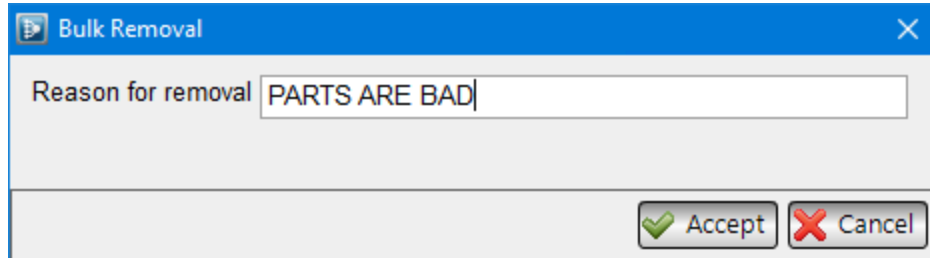 Bulk Removal
Reason for removal PARTS ARE BAD
Accept Cancel